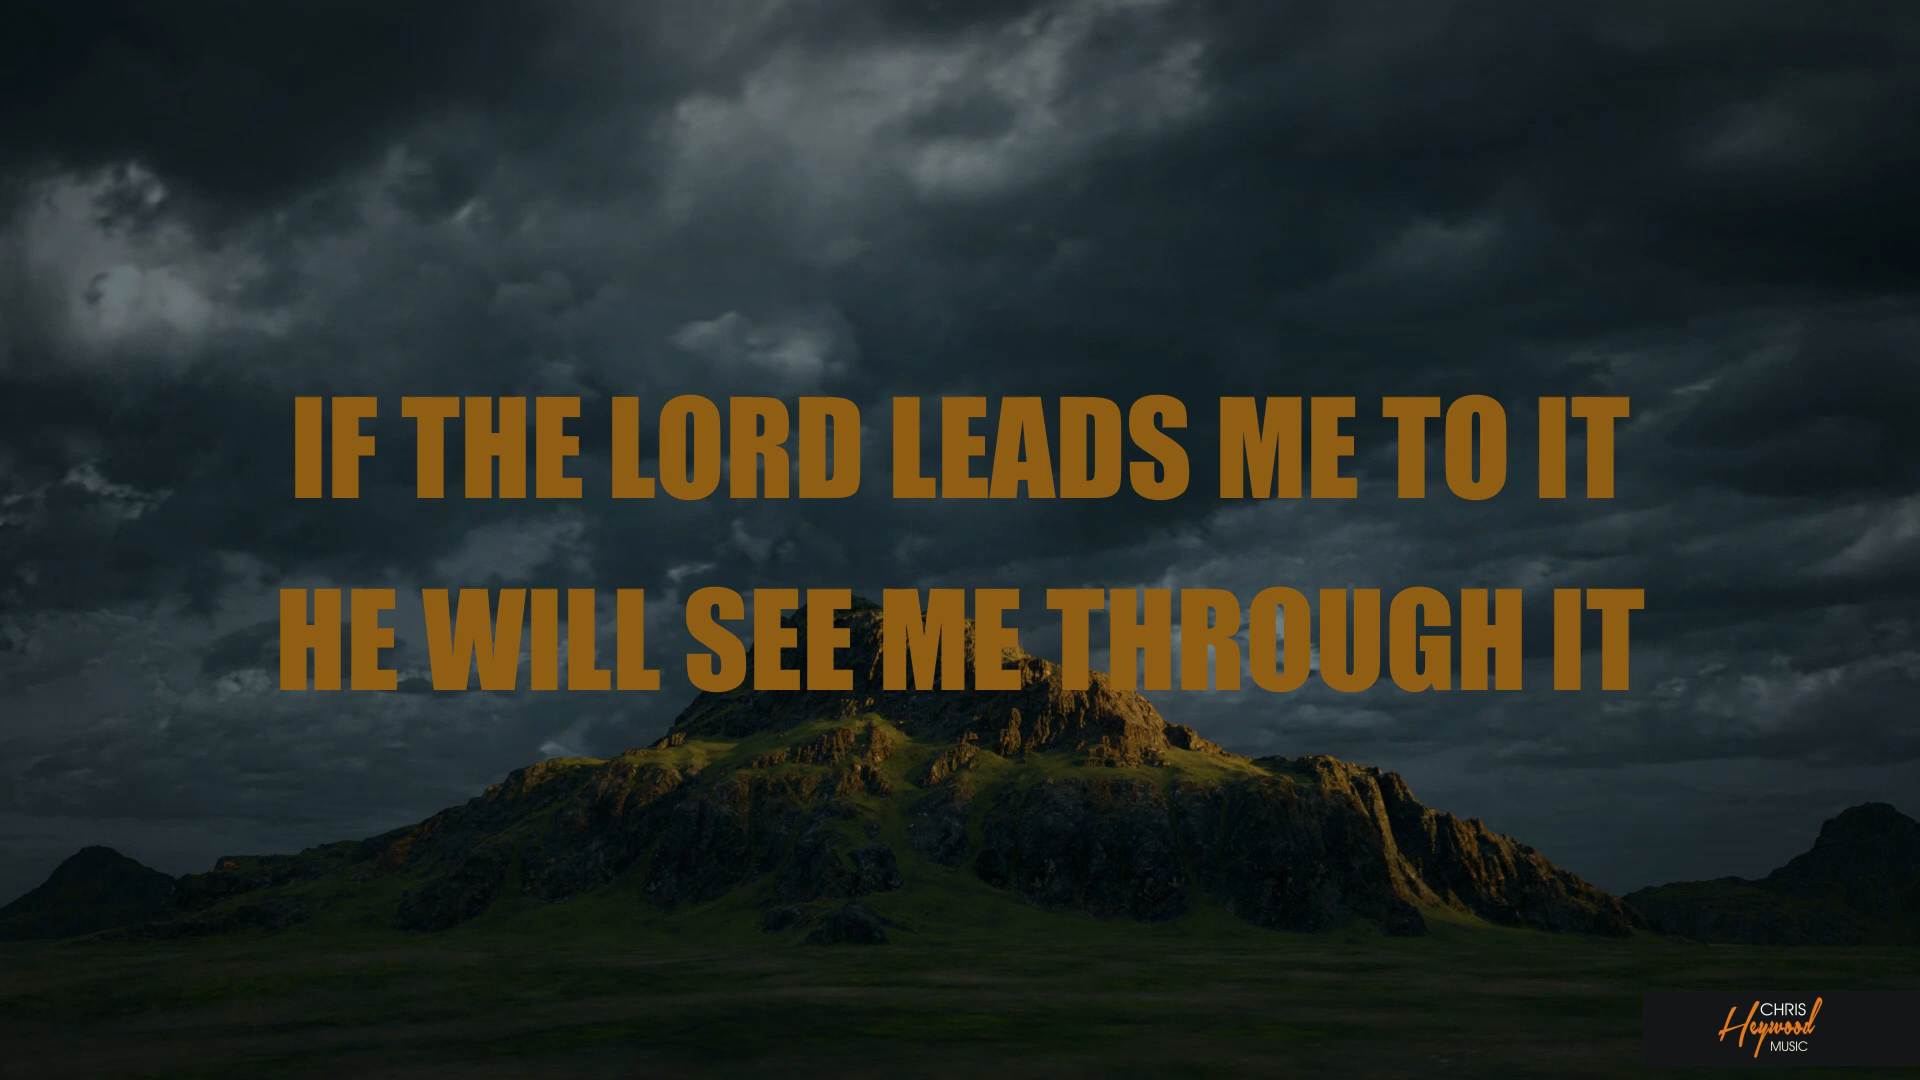 IF THE LORD LEADS ME TO IT
HE WILL SEE ME THROUGH IT
CHRIS
Heywood
MUSIC